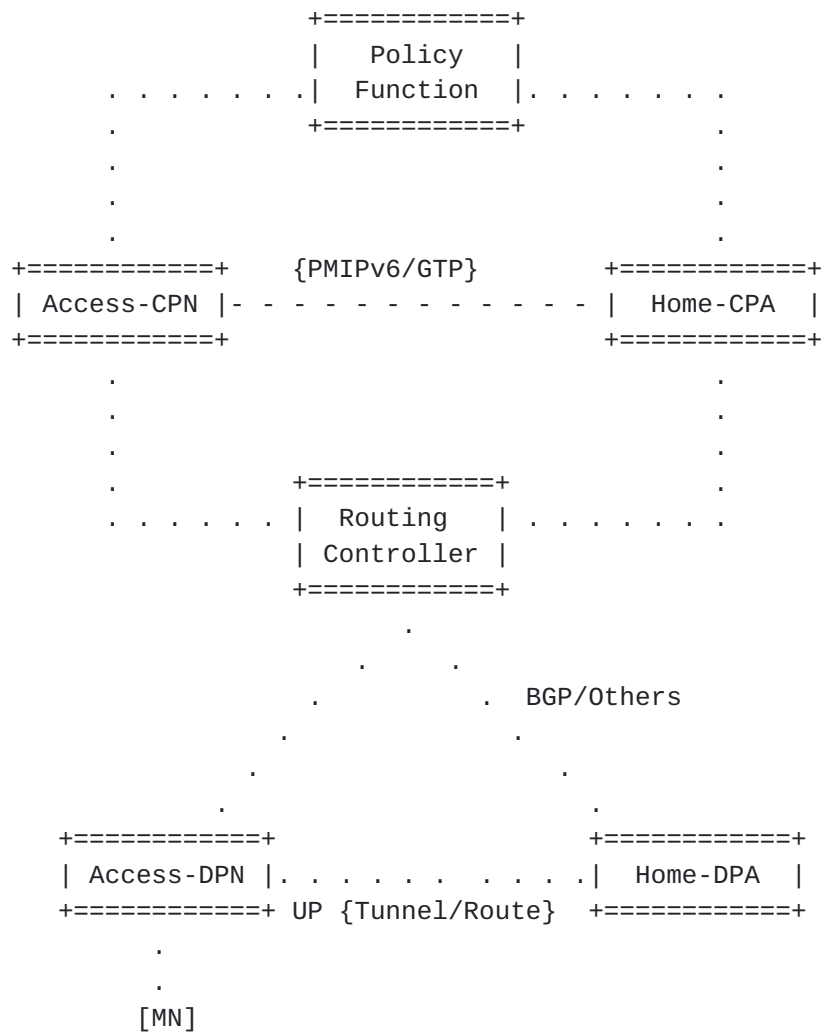 Policy
Function
{PMIPv6/GTP}
Access-CPN Home-CPA
Routing
Controller
BGP/Others
Access-DPN Home-DPA
UP {Tunnel/Route}
[MN]